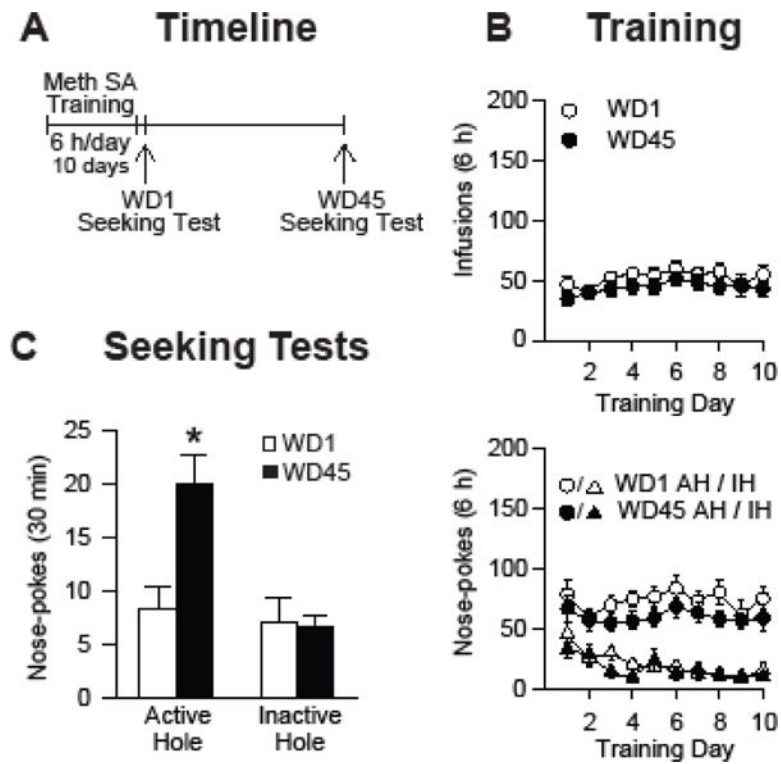 A Timeline
Meth SA
Training
6 h/day
10 days
WD1
Seeking Test
WD45
Seeking Test
B Training
Infusions (6 h)
200
150
100
50
0
WD1
WD45
2 4 6 8 10
Training Day
Nose-pokes (6 h)
200
150
100
50
0
/ WD1 AH / IH
/ WD45 AH / IH
2 4 6 8 10
Training Day
C Seeking Tests
Nose-pokes (30 min)
25
20
15
10
5
0
*
WD1
WD45
Active
Hole
Inactive
Hole